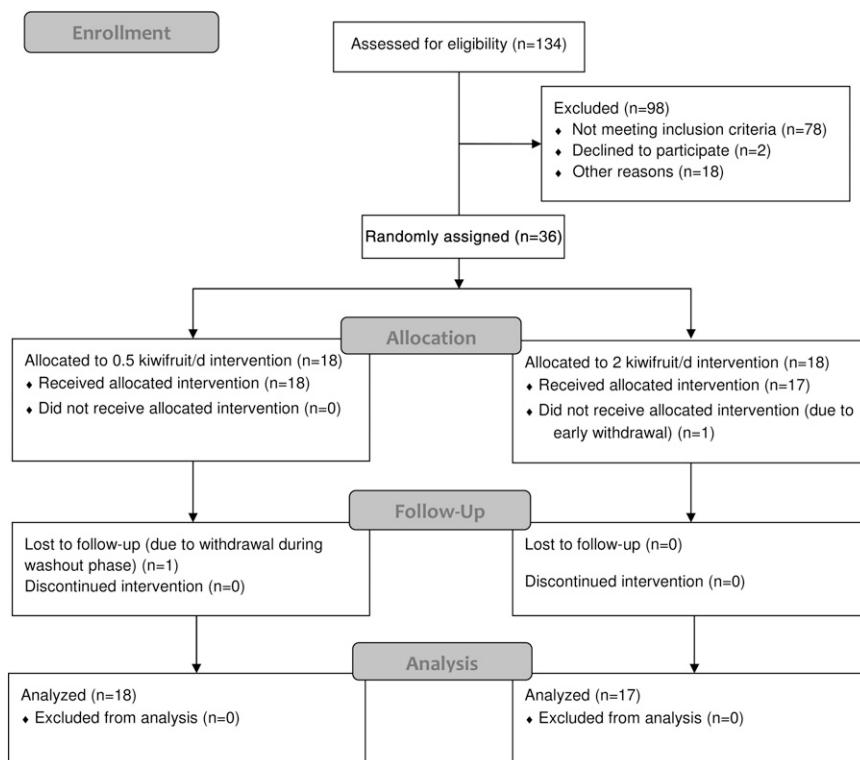 Enrollment
Assessed for eligibility (n=134)
Excluded (n=98)
♦ Not meeting inclusion criteria (n=78)
♦ Declined to participate (n=2)
♦ Other reasons (n=18)
Randomly assigned (n=36)
Allocation
Allocated to 0.5 kiwifruit/d intervention (n=18)
♦ Received allocated intervention (n=18)
♦ Did not receive allocated intervention (n=0)
Allocated to 2 kiwifruit/d intervention (n=18)
♦ Received allocated intervention (n=17)
♦ Did not receive allocated intervention (due to
early withdrawal) (n=1)
Follow-Up
Lost to follow-up (due to withdrawal during
washout phase) (n=1)
Discontinued intervention (n=0)
Lost to follow-up (n=0)
Discontinued intervention (n=0)
Analysis
Analyzed (n=18)
♦ Excluded from analysis (n=0)
Analyzed (n=17)
♦ Excluded from analysis (n=0)